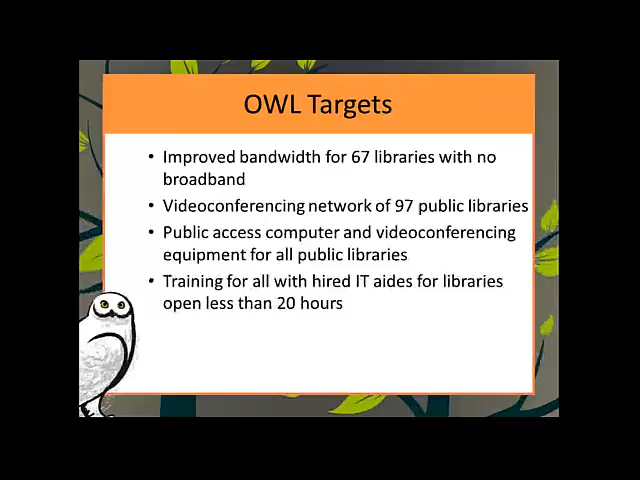 OWL Targets
• Improved bandwidth for 67 libraries with no
broadband
• Videoconferencing network of 97 public libraries
• Public access computer and videoconferencing
equipment for all public libraries
• Training for all with hired IT aides for libraries
open less than 20 hours